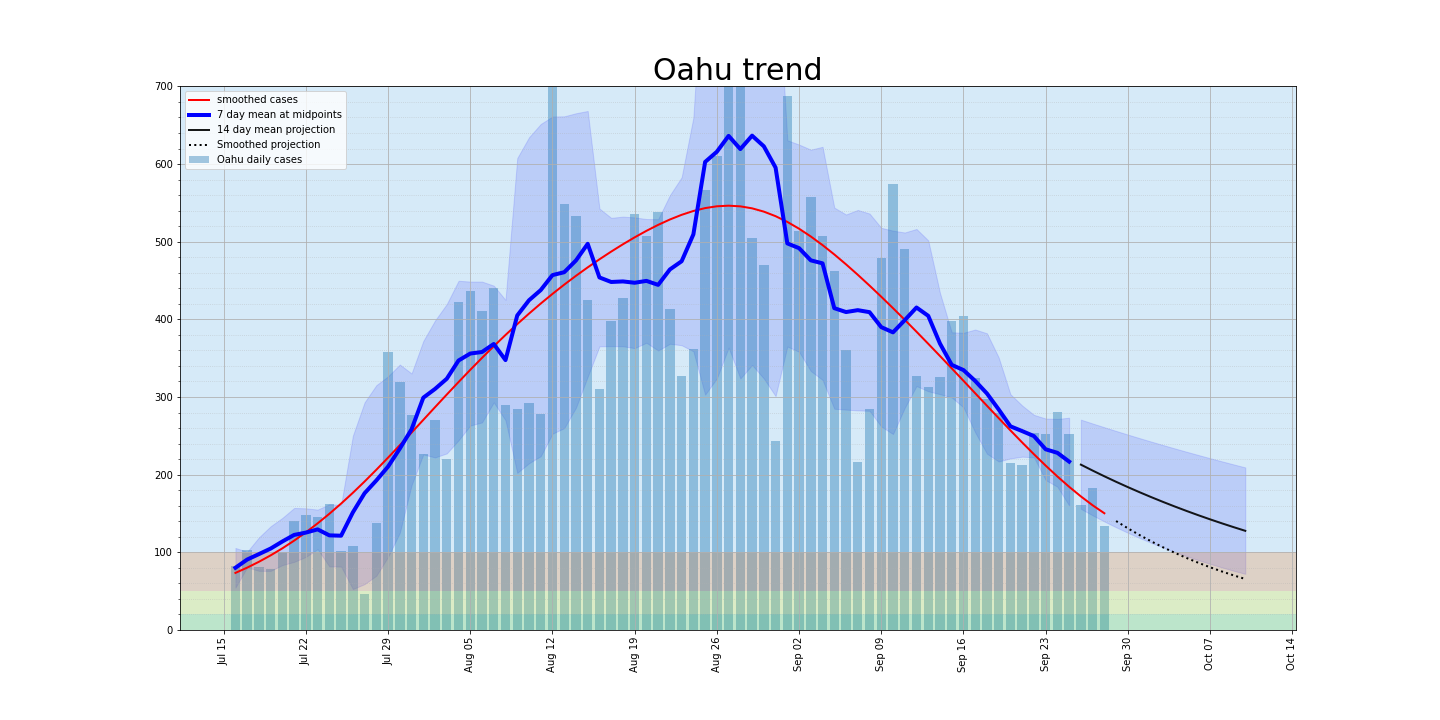 Oahu trend
700
600
500
400
300
200
100
0
smoothed cases
7 day mean at midpoints
14 day mean projection
Smoothed projection
Oahu daily cases
Jul 15
Jul 22
Jul 29
Aug 05
Aug 12
Aug 19
Aug 26
Sep 02
Sep 09
Sep 16
Sep 23
Sep 30
Oct 07
Oct 14